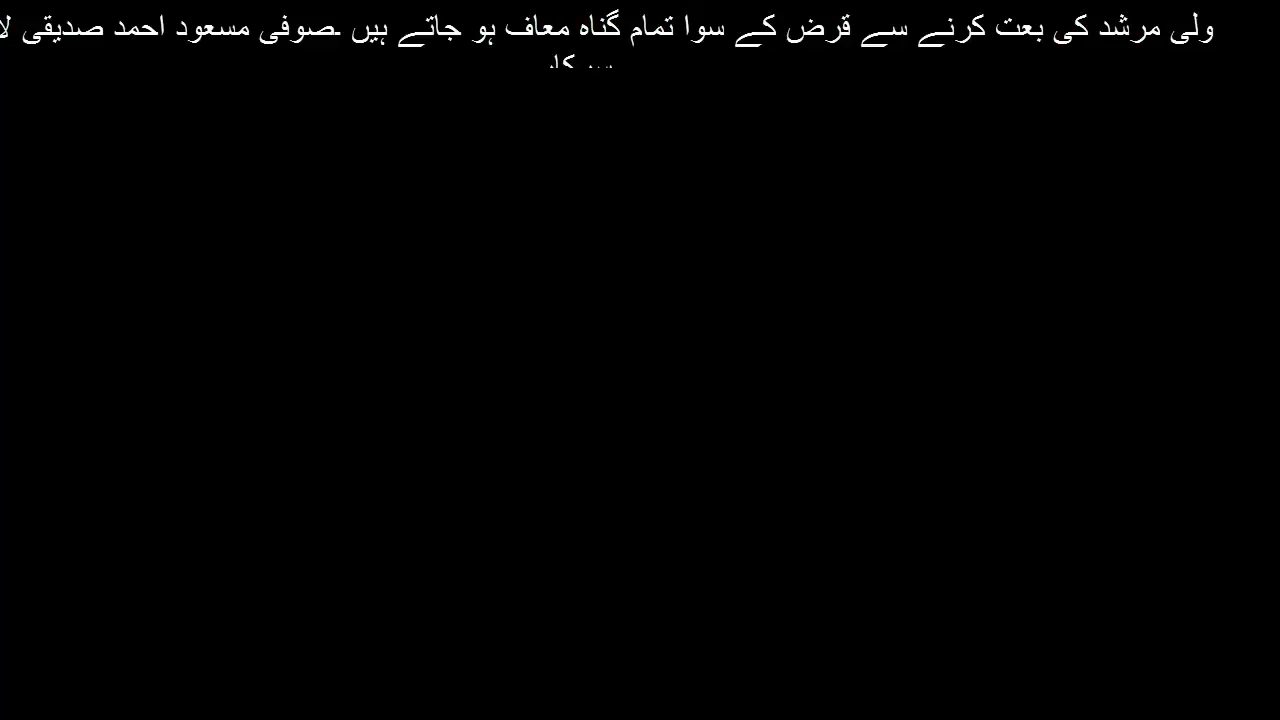 ولی مرشد کی بعت کرنے سے قرض کے سوا تمام گناہ معاف ہو جاتے ہیں ۔صوفی مسعود احمد صدیقی